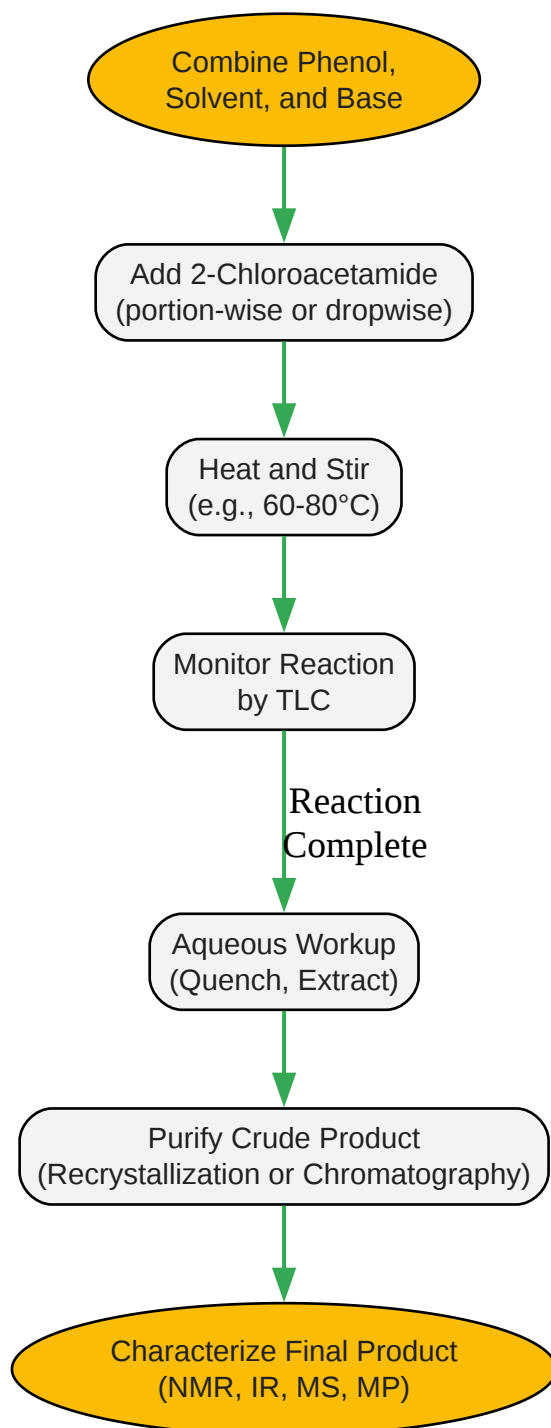 Combine Phenol,
Solvent, and Base
Add 2-Chloroacetamide
(portion-wise or dropwise)
Heat and Stir
(e.g., 60-80°C)
Monitor Reaction
by TLC
Reaction
Complete
Aqueous Workup
(Quench, Extract)
Purify Crude Product
(Recrystallization or Chromatography)
Characterize Final Product
(NMR, IR, MS, MP)